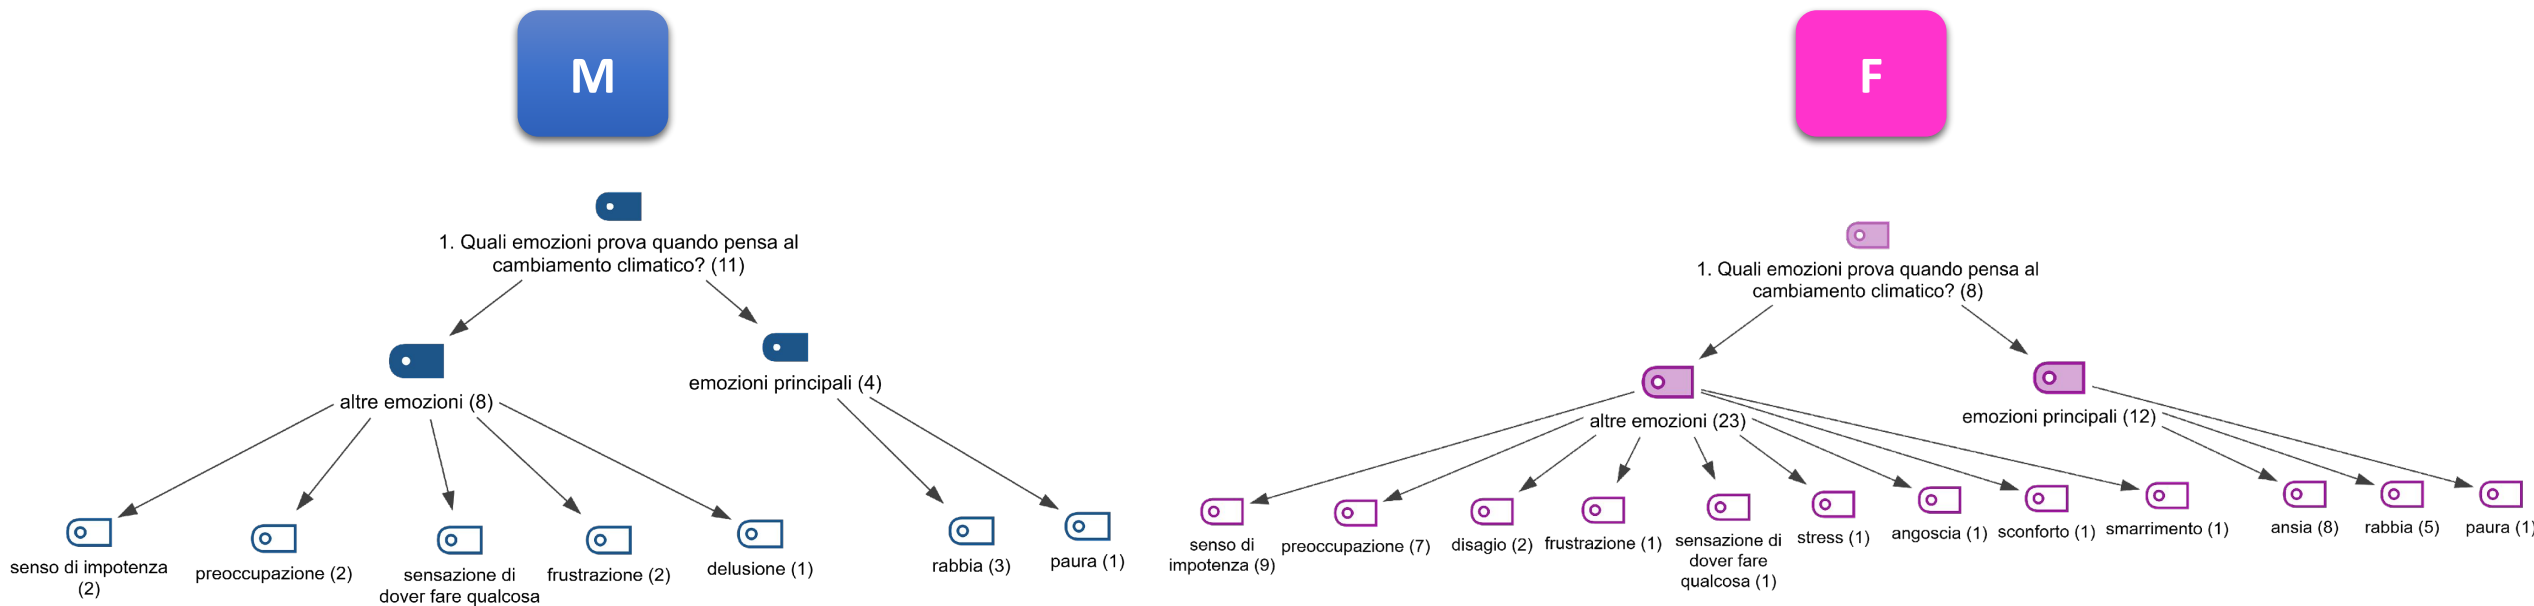 M
1. Quali emozioni prova quando pensa al
cambiamento climatico? (11)
altre emozioni (8)
emozioni principali (4)
senso di impotenza
(2)
preoccupazione (2)
sensazione di
dover fare qualcosa
frustrazione (2)
delusione (1)
rabbia (3)
paura (1)
F
1. Quali emozioni prova quando pensa al
cambiamento climatico? (8)
altre emozioni (23)
emozioni principali (12)
senso di
impotenza (9)
preoccupazione (7)
disagio (2)
frustrazione (1)
sensazione di
dover fare
qualcosa (1)
stress (1)
angoscia (1)
sconforto (1)
smarrimento (1)
ansia (8)
rabbia (5)
paura (1)